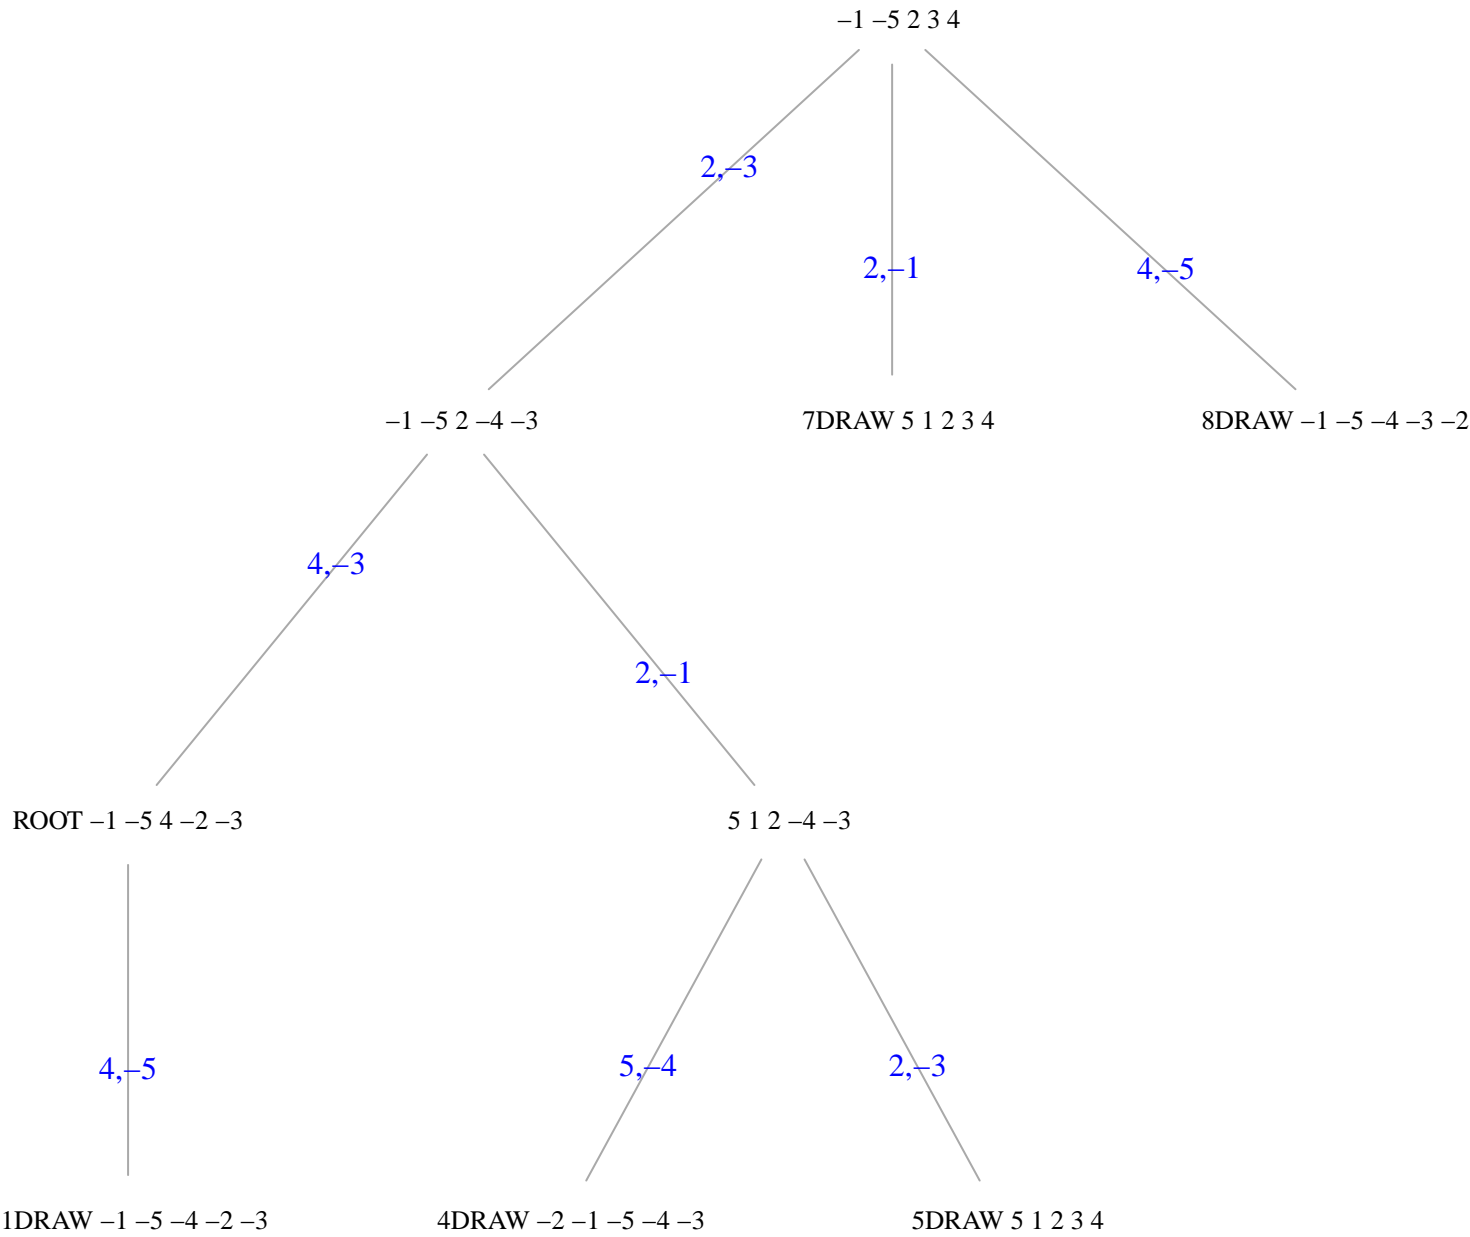 –1 –5 2 3 4
2,–3
2,–1
4,–5
–1 –5 2 –4 –3
7DRAW 5 1 2 3 4
8DRAW –1 –5 –4 –3 –2
4,–3
2,–1
ROOT –1 –5 4 –2 –3
5 1 2 –4 –3
4,–5
5,–4
2,–3
1DRAW –1 –5 –4 –2 –3
4DRAW –2 –1 –5 –4 –3
5DRAW 5 1 2 3 4